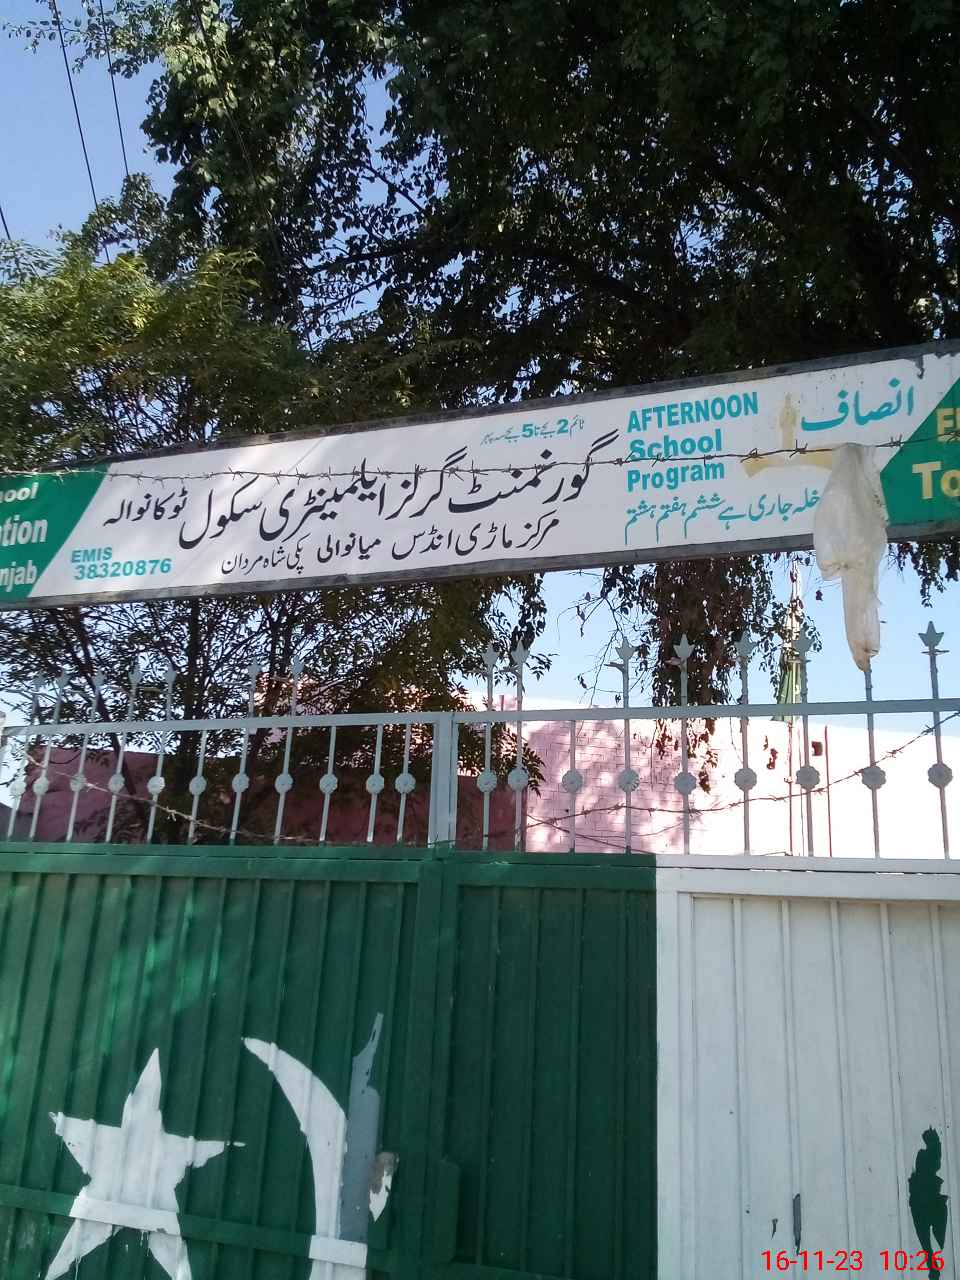 انصاف
AFTERNOON
School
Program
خلہ جاری ہے ششم ہفتم ہشتم
ٹائم 2 بجے تا 5 بجے سہ پہر
گورنمنٹ گرلز ایلیمینٹری سکول ٹوکانوالہ
مرکز ماڑی انڈس میانوالی پکی شاہ مردان
EMIS
38320876
ool
tion
njab
To
16-11-23 10:26